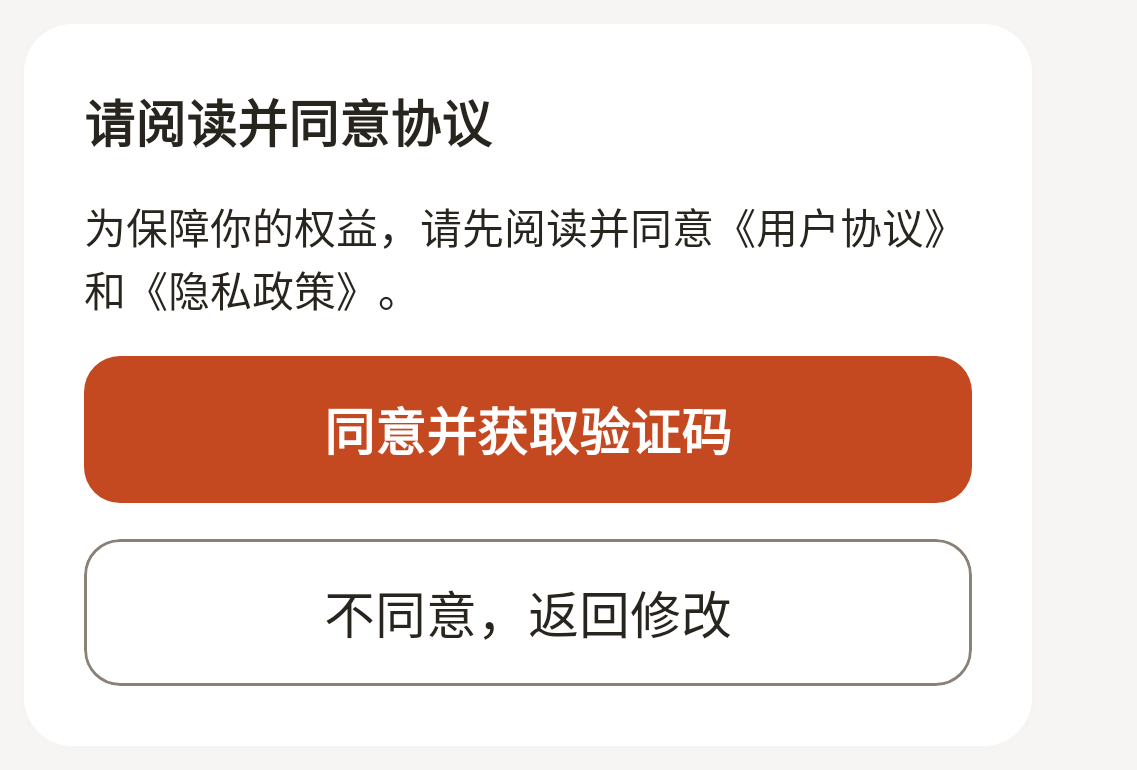 请阅读并同意协议
为保障你的权益，请先阅读并同意《用户协议》
和《隐私政策》。
同意并获取验证码
不同意，返回修改